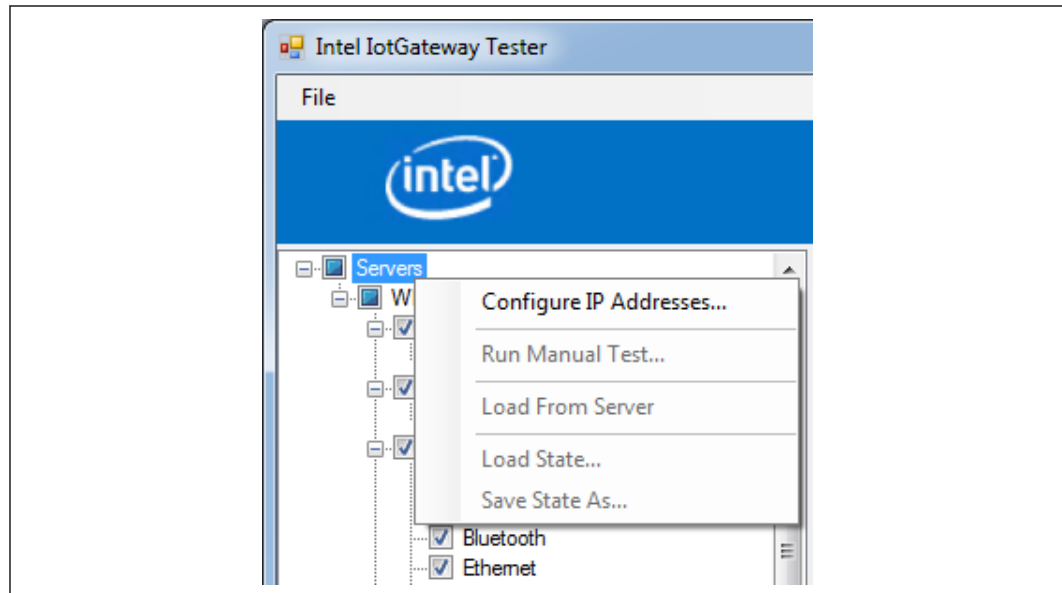 Intel IotGateway Tester
File
intel
Servers
Configure IP Addresses...
Run Manual Test...
Load From Server
Load State...
Save State As...
Bluetooth
Ethernet